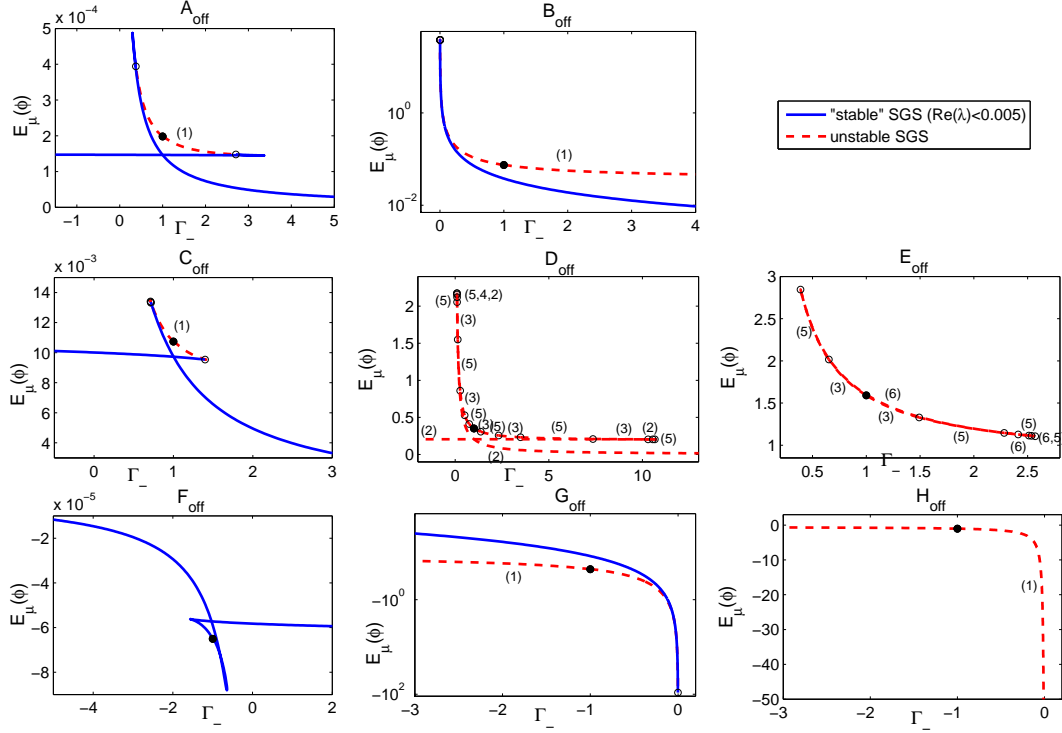 A_off
x 10^-4
5
4
3
2
1
0
E_μ(ϕ)
(1)
-1 0 1 2 3 4 5
Γ_-
B_off
10^0
10^-2
E_μ(ϕ)
(1)
0 1 2 3 4
Γ_-
"stable" SGS (Re(λ)<0.005)
unstable SGS
C_off
x 10^-3
14
12
10
8
6
4
E_μ(ϕ)
(1)
0 1 2 3
Γ_-
D_off
2
1.5
1
0.5
0
E_μ(ϕ)
(5) (5,4,2)
(3)
(5)
(3)
(5)
(3) (5) (3) (5) (3) (2)
(2) (5)
(2)
0 5 10
Γ_-
E_off
3
2.5
2
1.5
1
E_μ(ϕ)
(5)
(3) (6)
(3)
(5)
(6) (6,5)
(5)
0.5 1 1.5 2 2.5
Γ_-
F_off
x 10^-5
-2
-4
-6
-8
E_μ(ϕ)
-4 -2 0 2
Γ_-
G_off
-10^0
-10^2
E_μ(ϕ)
(1)
-3 -2 -1 0
Γ_-
H_off
0
-10
-20
-30
-40
-50
E_μ(ϕ)
(1)
-3 -2 -1 0
Γ_-